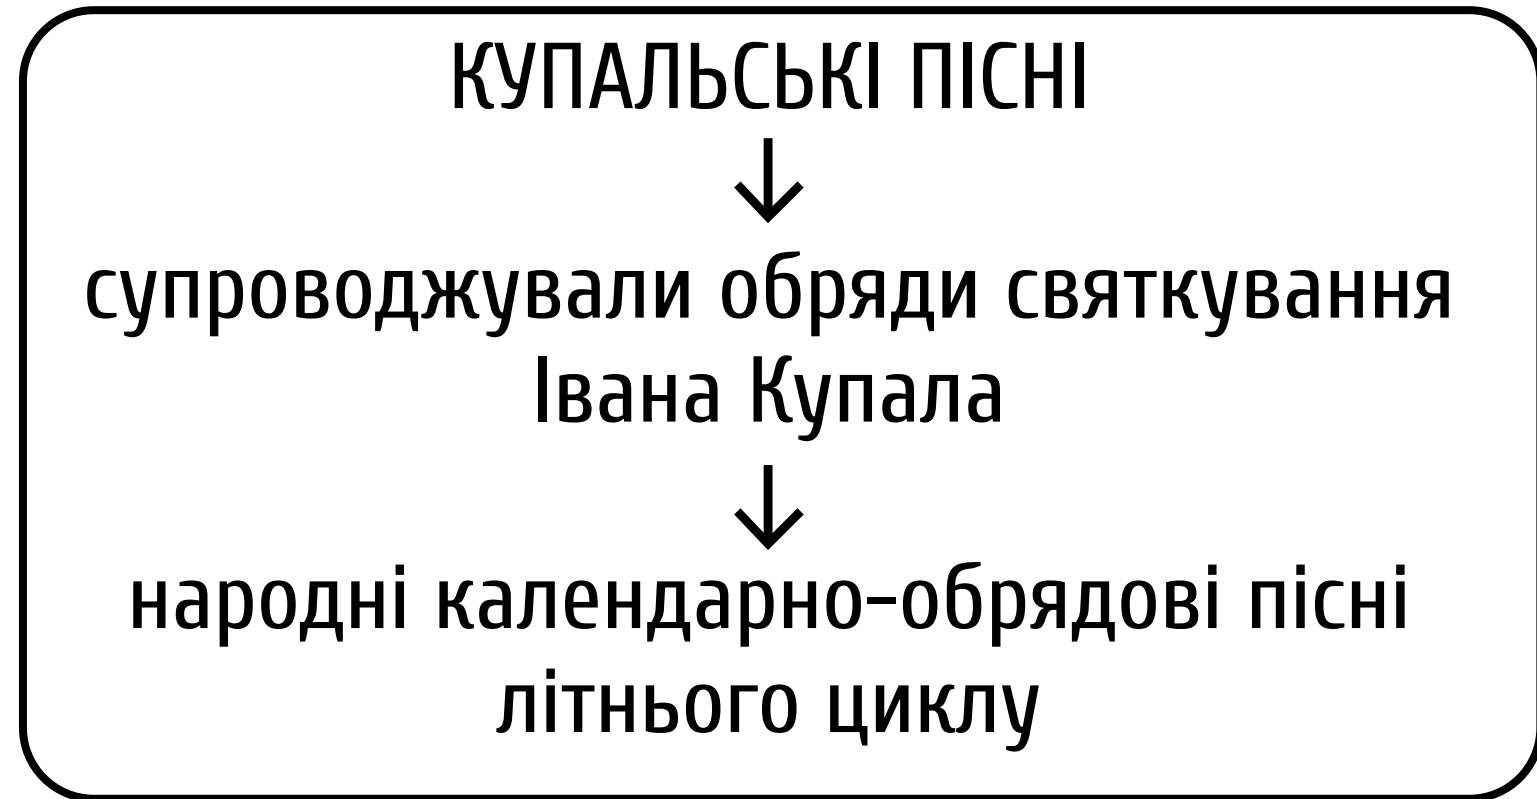 КУПАЛЬСЬКІ ПІСНІ
супроводжували обряди святкування
Івана Купала
народні календарно-обрядові пісні
літнього циклу